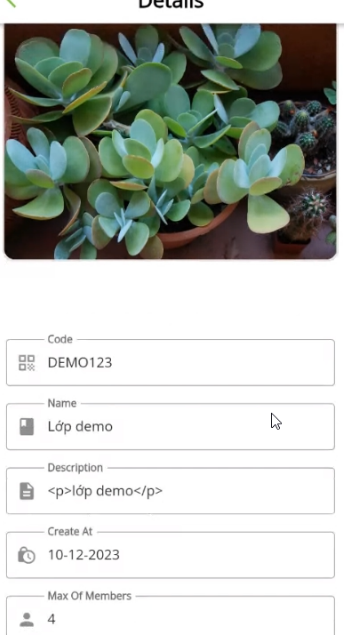 Details
Code
DEMO123
Name
Lớp demo
Description
<p>lớp demo</p>
Create At
10-12-2023
Max Of Members
4